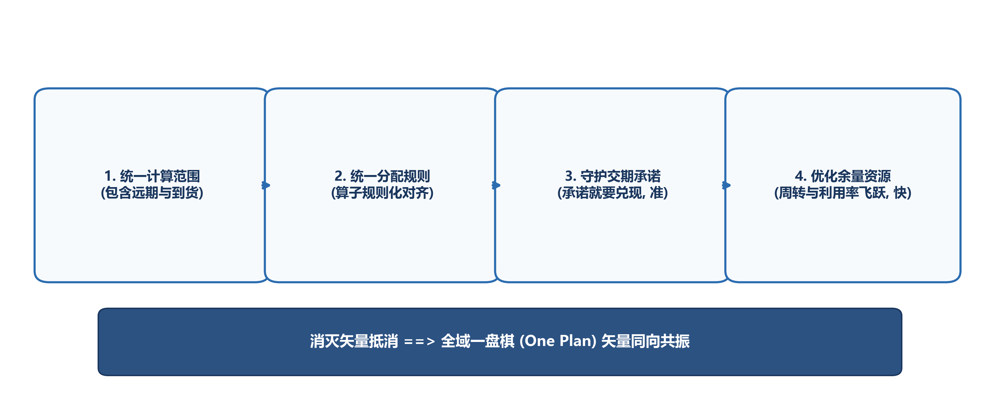 1. 统一计算范围
(包含远期与到货)
2. 统一分配规则
(算子规则化对齐)
3. 守护交期承诺
(承诺就要兑现, 准)
4. 优化余量资源
(周转与利用率飞跃, 快)
消灭矢量抵消 ==> 全域一盘棋 (One Plan) 矢量同向共振